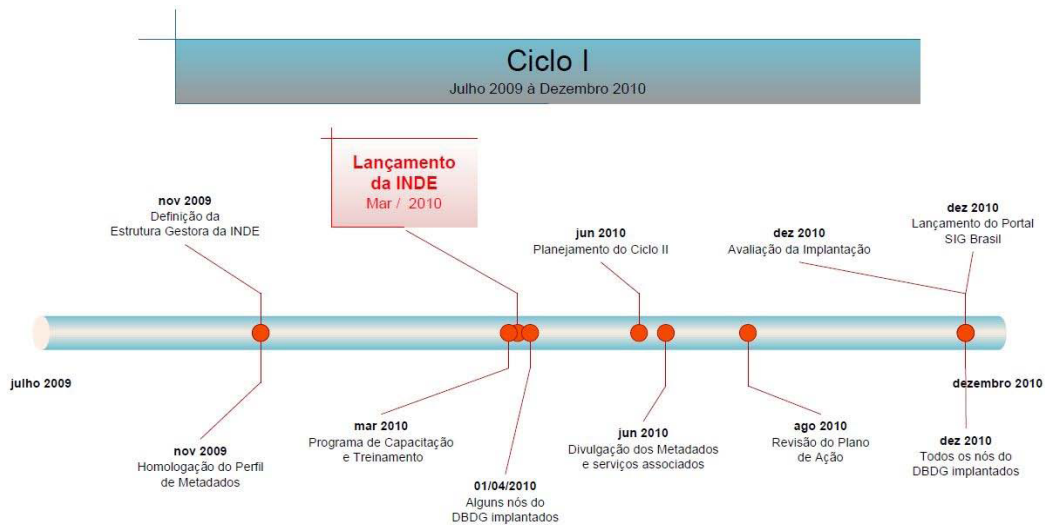 Ciclo I
Julho 2009 à Dezembro 2010
Lançamento
da INDE
Mar / 2010
nov 2009
Definição da
Estrutura Gestora da INDE
jun 2010
Planejamento do Ciclo II
dez 2010
Avaliação da Implantação
dez 2010
Lançamento do Portal
SIG Brasil
julho 2009
dezembro 2010
nov 2009
Homologação do Perfil
de Metadados
mar 2010
Programa de Capacitação
e Treinamento
01/04/2010
Alguns nós do
DBDG implantados
jun 2010
Divulgação dos Metadados
e serviços associados
ago 2010
Revisão do Plano
de Ação
dez 2010
Todos os nós do
DBDG implantados